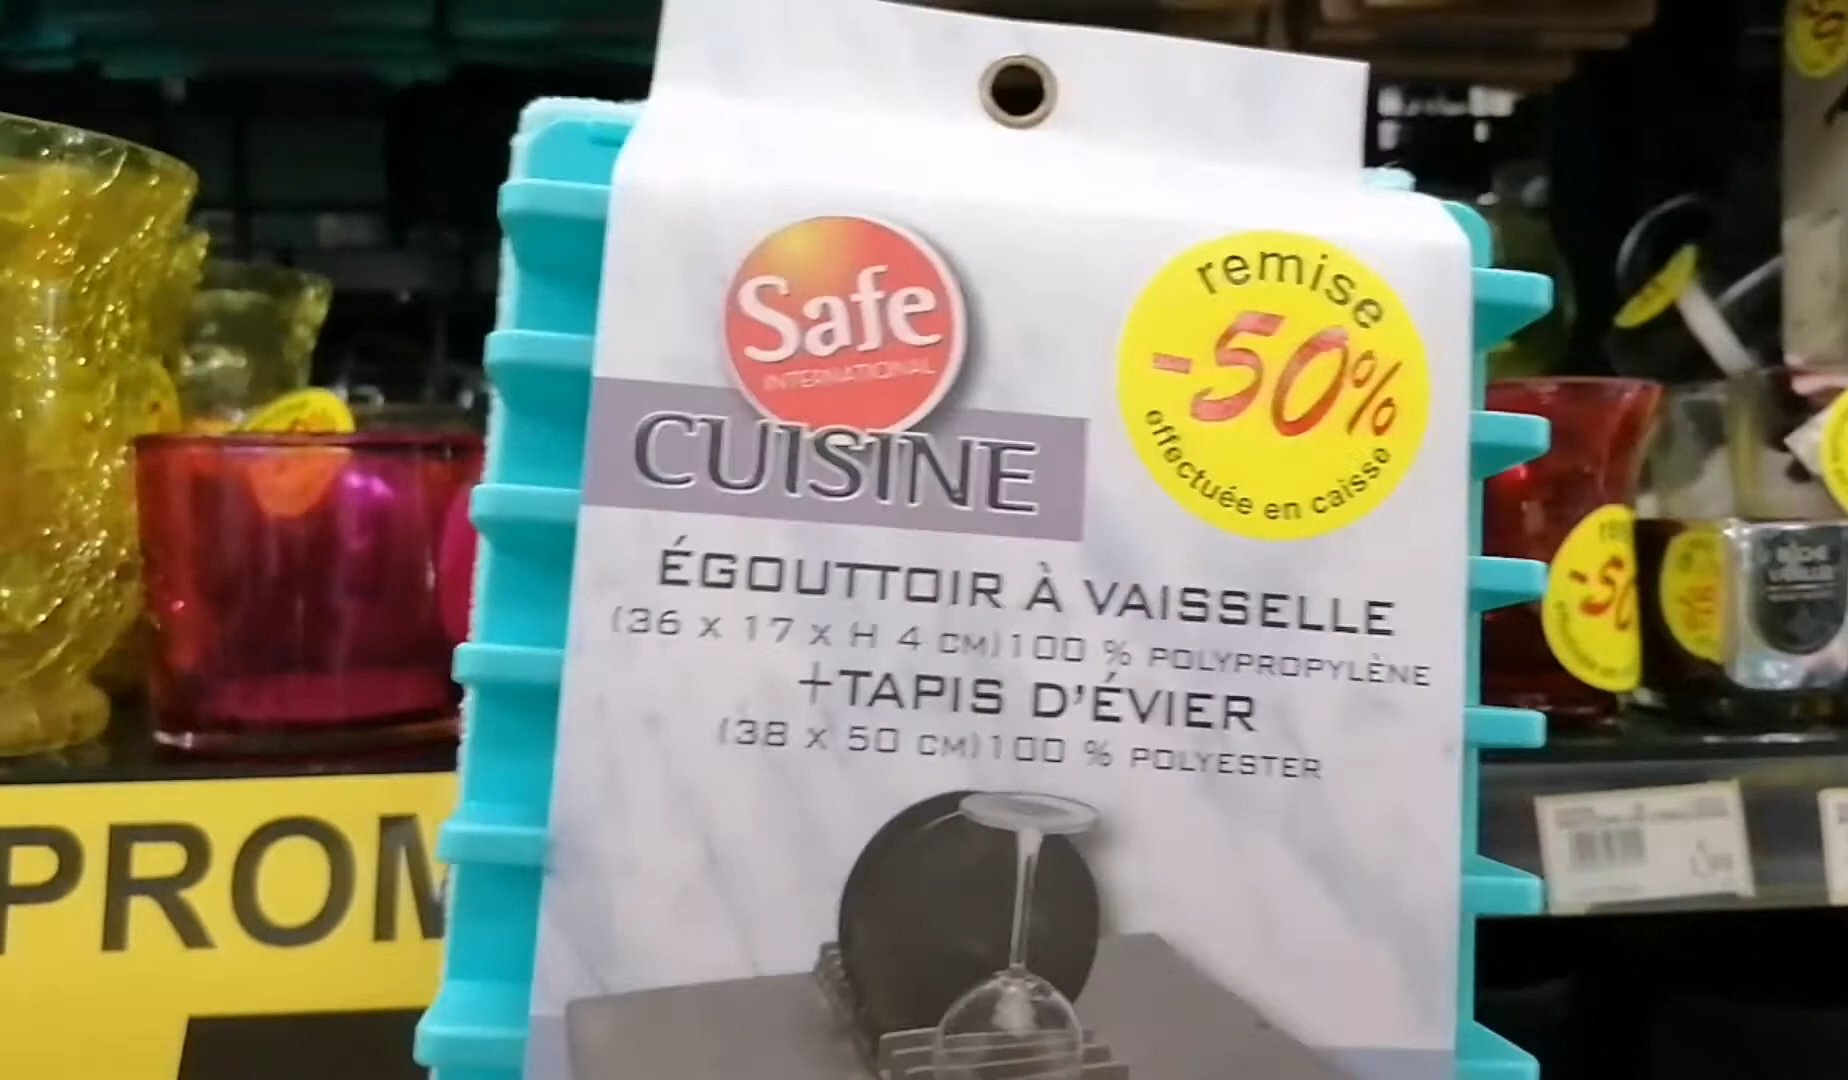 Safe
INTERNATIONAL
CUISINE
remise
-50%
effectuée en caisse
ÉGOUTTOIR À VAISSELLE
(36 X 17 X H 4 CM) 100 % POLYPROPYLÈNE
+TAPIS D'ÉVIER
(38 X 50 CM) 100 % POLYESTER
PROM
-50